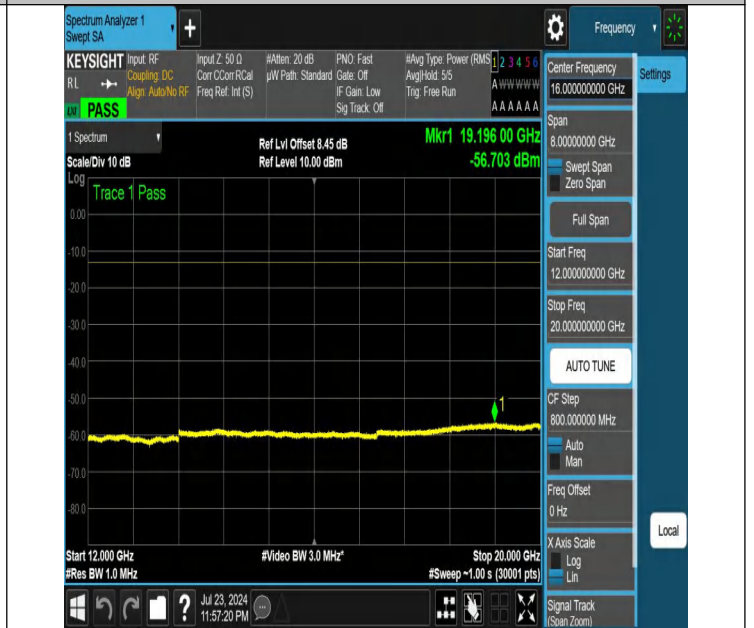 Spectrum Analyzer 1
Swept SA
+
Frequency
KEYSIGHT
RL
LXI PASS
Input: RF
Coupling: DC
Align: Auto/No RF
Input Z: 50 Ω
Corr CCorr RCal
Freq Ref: Int (S)
#Atten: 20 dB
µW Path: Standard
PNO: Fast
Gate: Off
IF Gain: Low
Sig Track: Off
#Avg Type: Power (RMS
Avg|Hold: 5/5
Trig: Free Run
1 2 3 4 5 6
A W W W W W
A A A A A A
1 Spectrum
Scale/Div 10 dB
Ref Lvl Offset 8.45 dB
Ref Level 10.00 dBm
Mkr1 19.196 00 GHz
-56.703 dBm
Log
Trace 1 Pass
0.00
-10.0
-20.0
-30.0
-40.0
-50.0
-60.0
-70.0
-80.0
1
Start 12.000 GHz
#Res BW 1.0 MHz
#Video BW 3.0 MHz*
Stop 20.000 GHz
#Sweep ~1.00 s (30001 pts)
Center Frequency
16.000000000 GHz
Settings
Span
8.00000000 GHz
Swept Span
Zero Span
Full Span
Start Freq
12.000000000 GHz
Stop Freq
20.000000000 GHz
AUTO TUNE
CF Step
800.000000 MHz
Auto
Man
Freq Offset
0 Hz
X Axis Scale
Log
Lin
Signal Track
(Span Zoom)
Local
?
Jul 23, 2024
11:57:20 PM